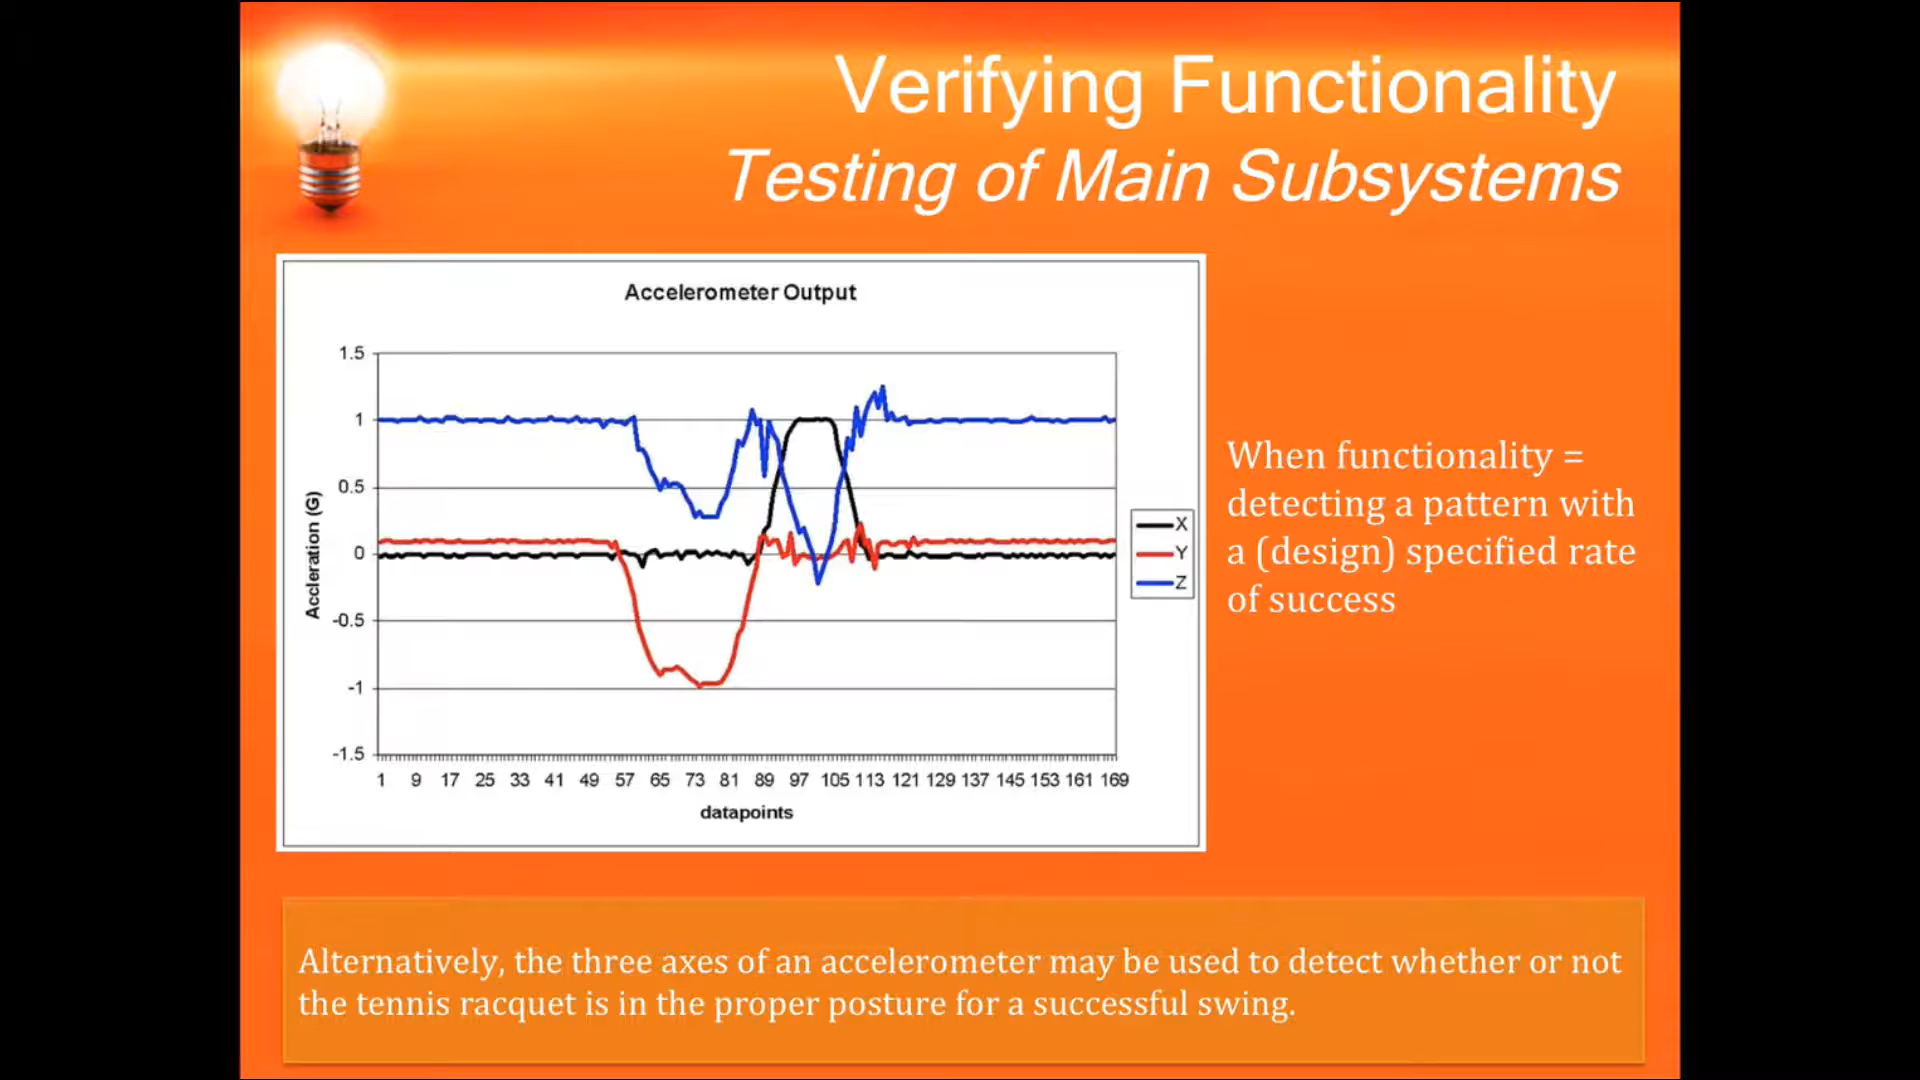 Verifying Functionality
Testing of Main Subsystems
Accelerometer Output
1.5
1
0.5
0
-0.5
-1
-1.5
Accleration (G)
1 9 17 25 33 41 49 57 65 73 81 89 97 105 113 121 129 137 145 153 161 169
datapoints
X
Y
Z
When functionality =
detecting a pattern with
a (design) specified rate
of success
Alternatively, the three axes of an accelerometer may be used to detect whether or not
the tennis racquet is in the proper posture for a successful swing.